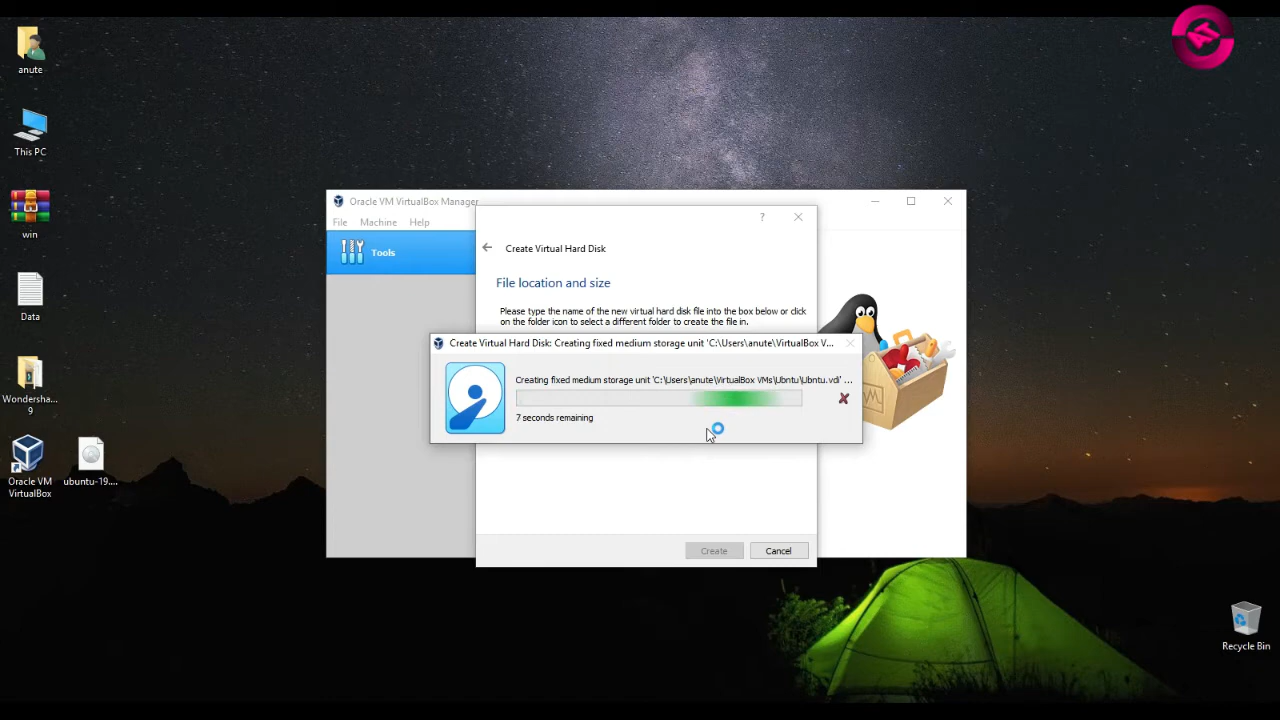 anute
This PC
win
Data
Wondersha...
9
Oracle VM
VirtualBox
ubuntu-19....
Oracle VM VirtualBox Manager
File Machine Help
Tools
?
Create Virtual Hard Disk
File location and size
Please type the name of the new virtual hard disk file into the box below or click
on the folder icon to select a different folder to create the file in.
Create Virtual Hard Disk: Creating fixed medium storage unit 'C:\Users\anute\VirtualBox V...
Creating fixed medium storage unit 'C:\Users\anute\VirtualBox VMs\Ubntu\Ubntu.vdi' ...
7 seconds remaining
Create Cancel
Recycle Bin